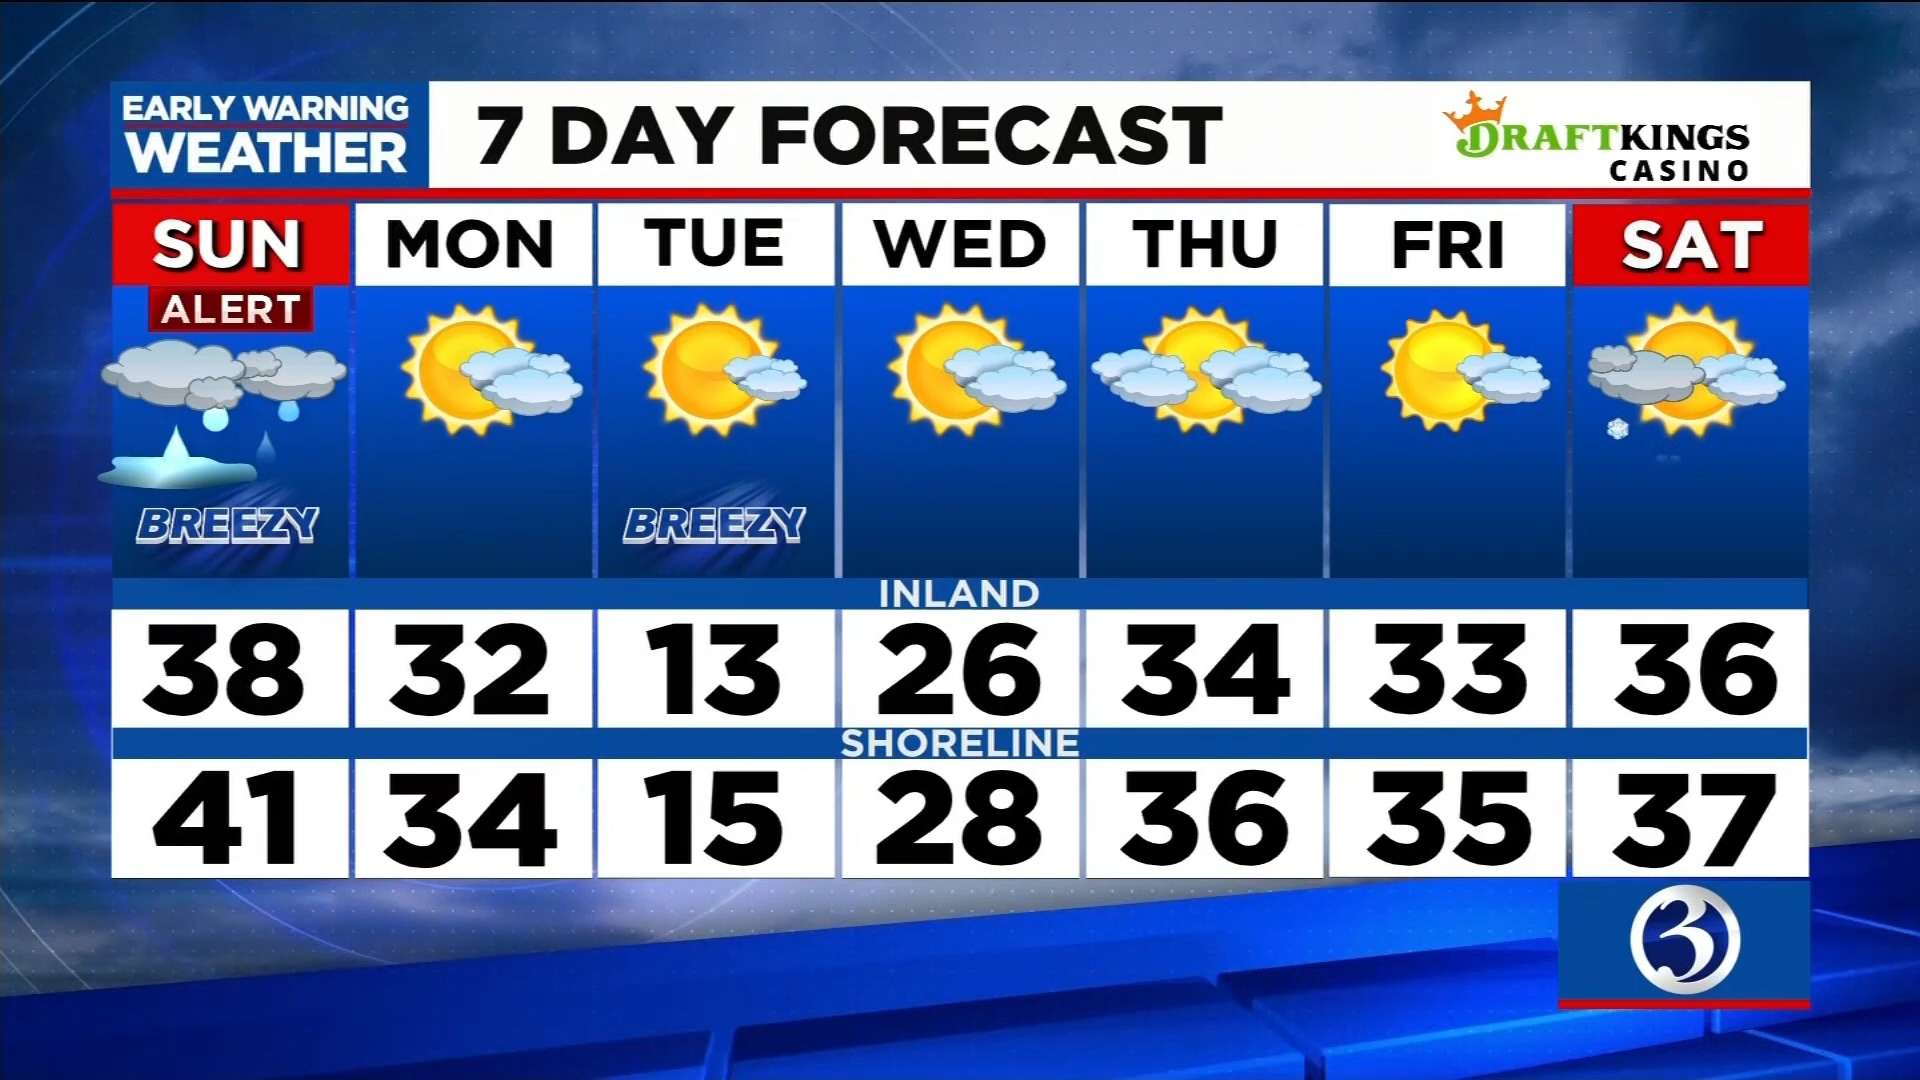 EARLY WARNING
WEATHER
7 DAY FORECAST
DRAFTKINGS
CASINO
SUN MON TUE WED THU FRI SAT
ALERT
BREEZY BREEZY
INLAND
38 32 13 26 34 33 36
SHORELINE
41 34 15 28 36 35 37
3